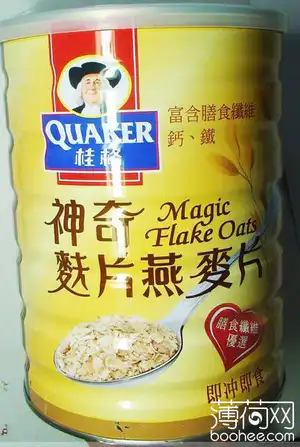 富含膳食纖維
鈣、鐵
QUAKER
桂格
神奇
Magic
Flake Oats
麩片燕麥片
膳食纖維
優選
即沖即食
薄荷网
boohee.com